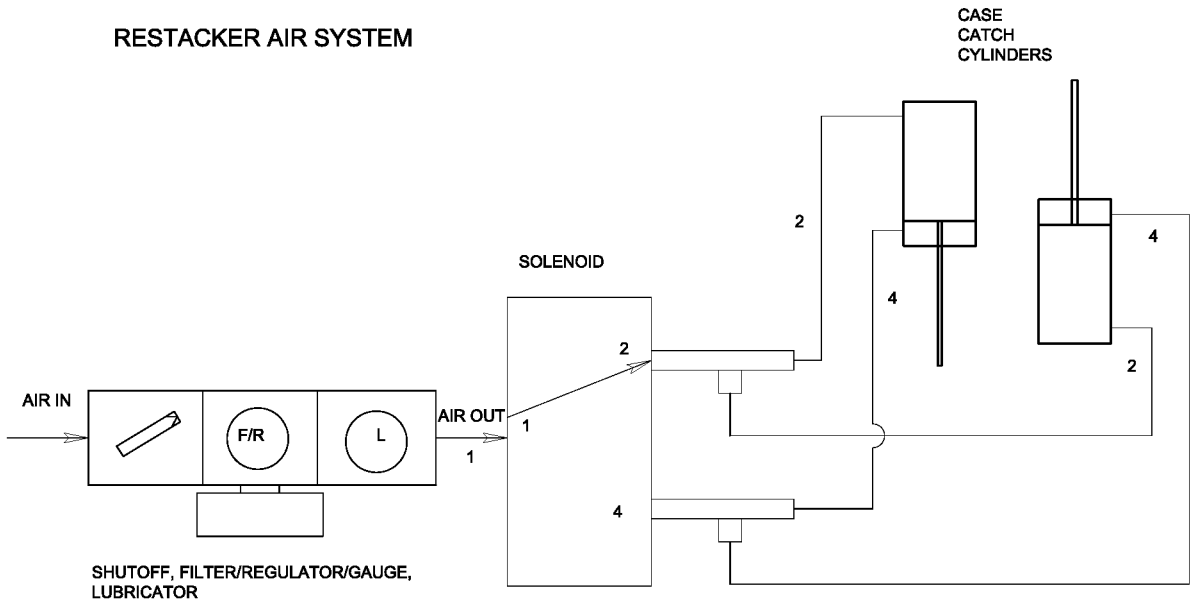 RESTACKER AIR SYSTEM
CASE
CATCH
CYLINDERS
2
4
4
2
SOLENOID
2
1
4
AIR IN
F/R
L
AIR OUT
1
SHUTOFF, FILTER/REGULATOR/GAUGE,
LUBRICATOR